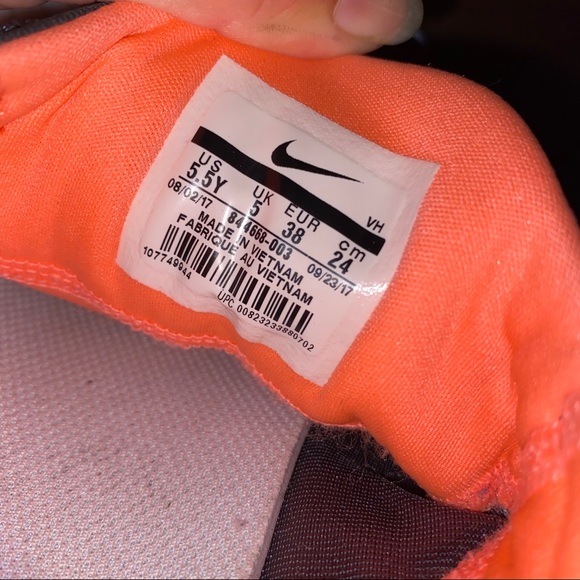 US UK EUR cm
5.5Y 5 38 24
08/02/17 844668-003 09/23/17
VH
MADE IN VIETNAM
FABRIQUE AU VIETNAM
107749944
UPC 00823233880702